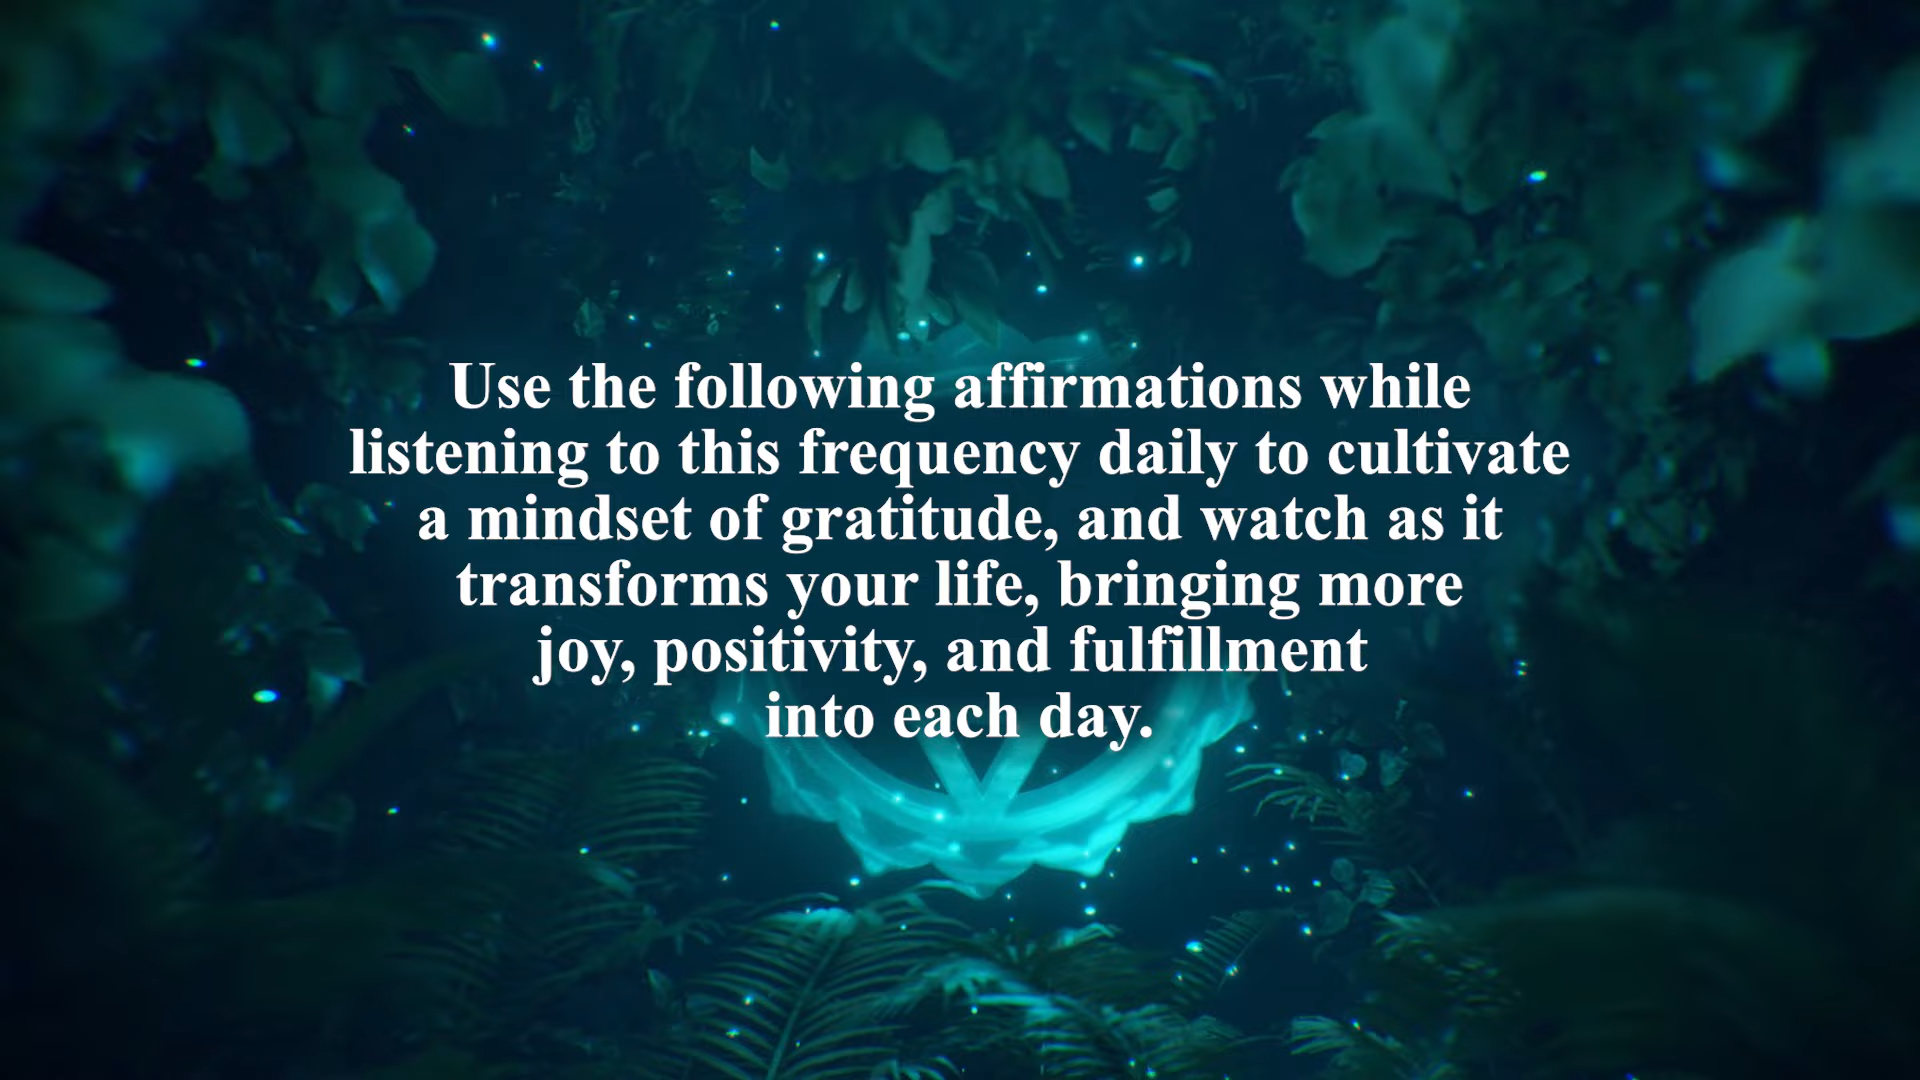 Use the following affirmations while
listening to this frequency daily to cultivate
a mindset of gratitude, and watch as it
transforms your life, bringing more
joy, positivity, and fulfillment
into each day.